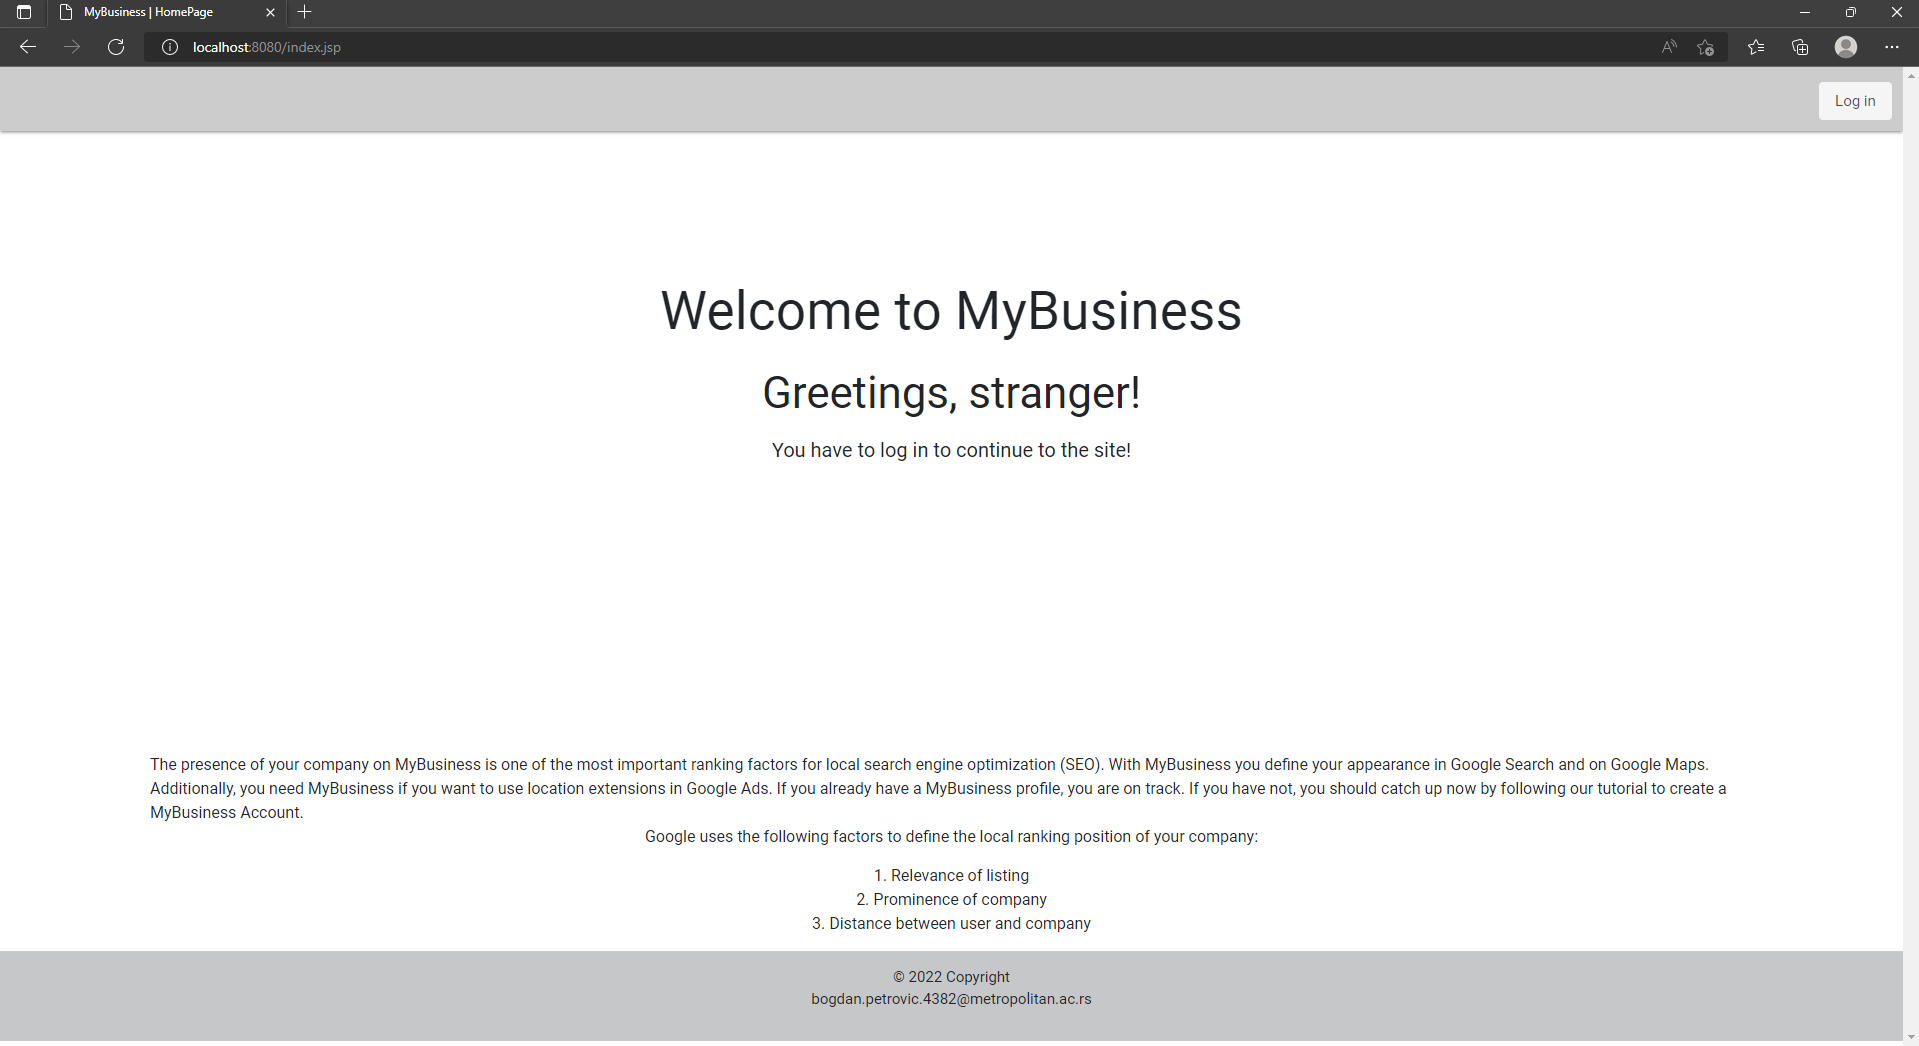 MyBusiness | HomePage
localhost:8080/index.jsp
Log in
Welcome to MyBusiness
Greetings, stranger!
You have to log in to continue to the site!
The presence of your company on MyBusiness is one of the most important ranking factors for local search engine optimization (SEO). With MyBusiness you define your appearance in Google Search and on Google Maps.
Additionally, you need MyBusiness if you want to use location extensions in Google Ads. If you already have a MyBusiness profile, you are on track. If you have not, you should catch up now by following our tutorial to create a
MyBusiness Account.
Google uses the following factors to define the local ranking position of your company:
1. Relevance of listing
2. Prominence of company
3. Distance between user and company
© 2022 Copyright
bogdan.petrovic.4382@metropolitan.ac.rs